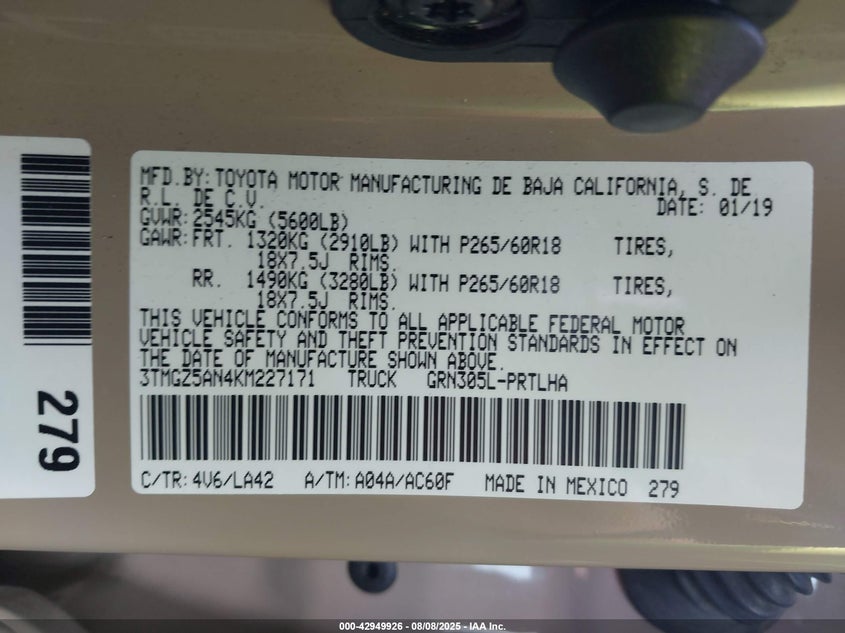 MFD.BY: TOYOTA MOTOR MANUFACTURING DE BAJA CALIFORNIA, S. DE
R.L. DE C.V. DATE: 01/19
GVWR: 2545KG (5600LB)
GAWR: FRT. 1320KG (2910LB) WITH P265/60R18 TIRES,
18X7.5J RIMS.
RR. 1490KG (3280LB) WITH P265/60R18 TIRES,
18X7.5J RIMS.
THIS VEHICLE CONFORMS TO ALL APPLICABLE FEDERAL MOTOR
VEHICLE SAFETY AND THEFT PREVENTION STANDARDS IN EFFECT ON
THE DATE OF MANUFACTURE SHOWN ABOVE.
3TMGZ5AN4KM227171 TRUCK GRN305L-PRTLHA
C/TR: 4V6/LA42 A/TM: A04A/AC60F MADE IN MEXICO 279
279
000-42949926 - 08/08/2025 - IAA Inc.